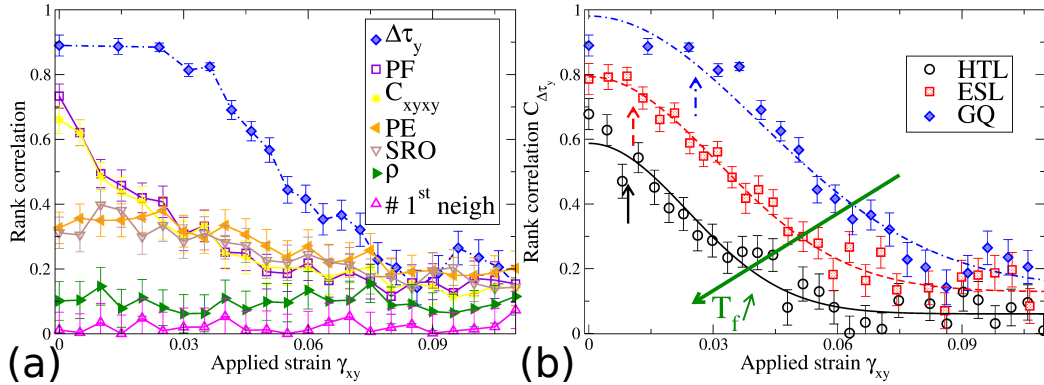 1
0.8
0.6
0.4
0.2
0
Rank correlation
Δτy
PF
Cxyxy
PE
SRO
ρ
# 1st neigh
0 0.03 0.06 0.09
Applied strain γxy
(a)
1
0.8
0.6
0.4
0.2
0
Rank correlation CΔτy
HTL
ESL
GQ
Tf
0 0.03 0.06 0.09
Applied strain γxy
(b)